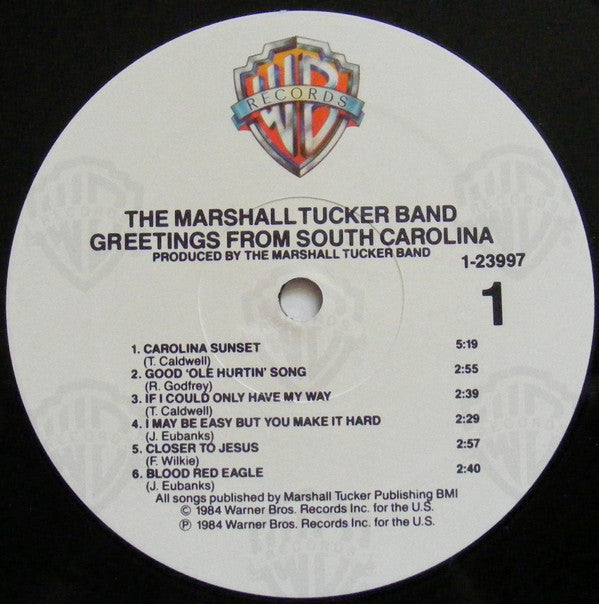 WB
RECORDS
THE MARSHALL TUCKER BAND
GREETINGS FROM SOUTH CAROLINA
PRODUCED BY THE MARSHALL TUCKER BAND
1-23997
1
1. CAROLINA SUNSET 5:19
(T. Caldwell)
2. GOOD ‘OLE HURTIN’ SONG 2:55
(R. Godfrey)
3. IF I COULD ONLY HAVE MY WAY 2:39
(T. Caldwell)
4. I MAY BE EASY BUT YOU MAKE IT HARD 2:29
(J. Eubanks)
5. CLOSER TO JESUS 2:57
(F. Wilkie)
6. BLOOD RED EAGLE 2:40
(J. Eubanks)
All songs published by Marshall Tucker Publishing BMI
© 1984 Warner Bros. Records Inc. for the U.S.
℗ 1984 Warner Bros. Records Inc. for the U.S.